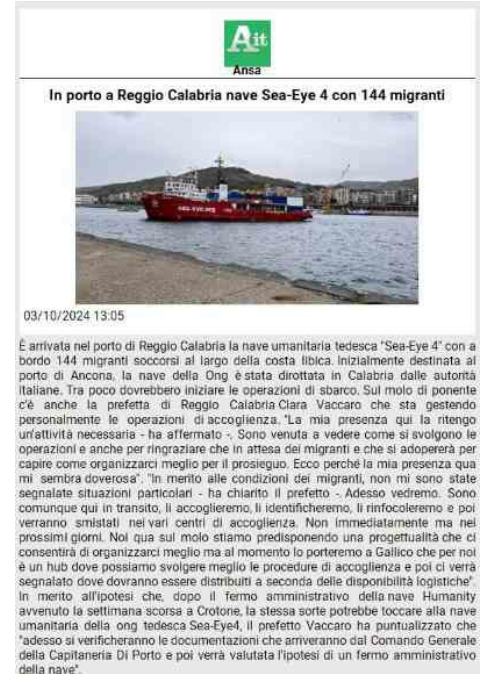 Ait
Ansa
In porto a Reggio Calabria nave Sea-Eye 4 con 144 migranti
SEA-EYE.ORG
03/10/2024 13:05
È arrivata nel porto di Reggio Calabria la nave umanitaria tedesca "Sea-Eye 4" con a
bordo 144 migranti soccorsi al largo della costa libica. Inizialmente destinata al
porto di Ancona, la nave della Ong è stata dirottata in Calabria dalle autorità
italiane. Tra poco dovrebbero iniziare le operazioni di sbarco. Sul molo di ponente
c'è anche la prefetta di Reggio Calabria Clara Vaccaro che sta gestendo
personalmente le operazioni di accoglienza. "La mia presenza qui la ritengo
un'attività necessaria - ha affermato -. Sono venuta a vedere come si svolgono le
operazioni e anche per ringraziare che in attesa dei migranti e che si adopererà per
capire come organizzarci meglio per il prosieguo. Ecco perché la mia presenza qua
mi sembra doverosa". "In merito alle condizioni dei migranti, non mi sono state
segnalate situazioni particolari - ha chiarito il prefetto -. Adesso vedremo. Sono
comunque qui in transito, li accoglieremo, li identificheremo, li rinfocoleremo e poi
verranno smistati nei vari centri di accoglienza. Non immediatamente ma nei
prossimi giorni. Noi qua sul molo stiamo predisponendo una progettualità che ci
consentirà di organizzarci meglio ma al momento lo porteremo a Gallico che per noi
è un hub dove possiamo svolgere meglio le procedure di accoglienza e poi ci verrà
segnalato dove dovranno essere distribuiti a seconda delle disponibilità logistiche".
In merito all'ipotesi che, dopo il fermo amministrativo della nave Humanity
avvenuto la settimana scorsa a Crotone, la stessa sorte potrebbe toccare alla nave
umanitaria della ong tedesca Sea-Eye4, il prefetto Vaccaro ha puntualizzato che
"adesso si verificheranno le documentazioni che arriveranno dal Comando Generale
della Capitaneria Di Porto e poi verrà valutata l'ipotesi di un fermo amministrativo
della nave".